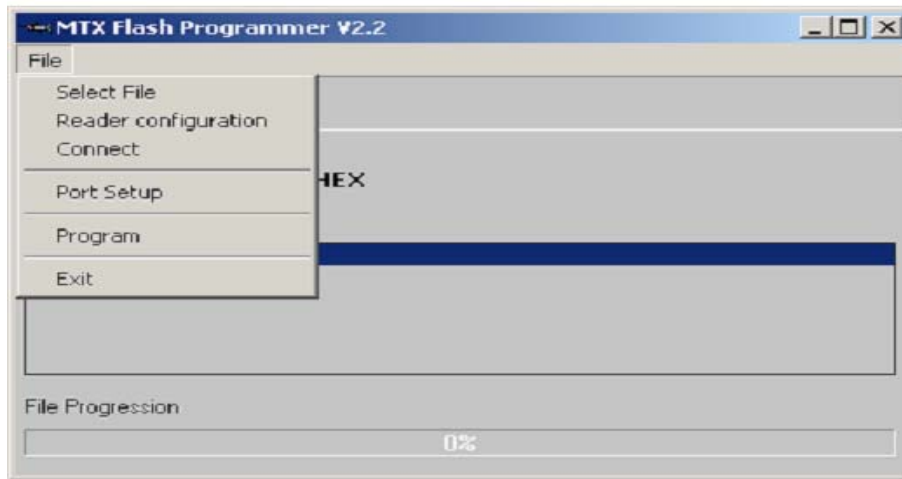 MTX Flash Programmer V2.2
File
Select File
Reader configuration
Connect
HEX
Port Setup
Program
Exit
File Progression
0%